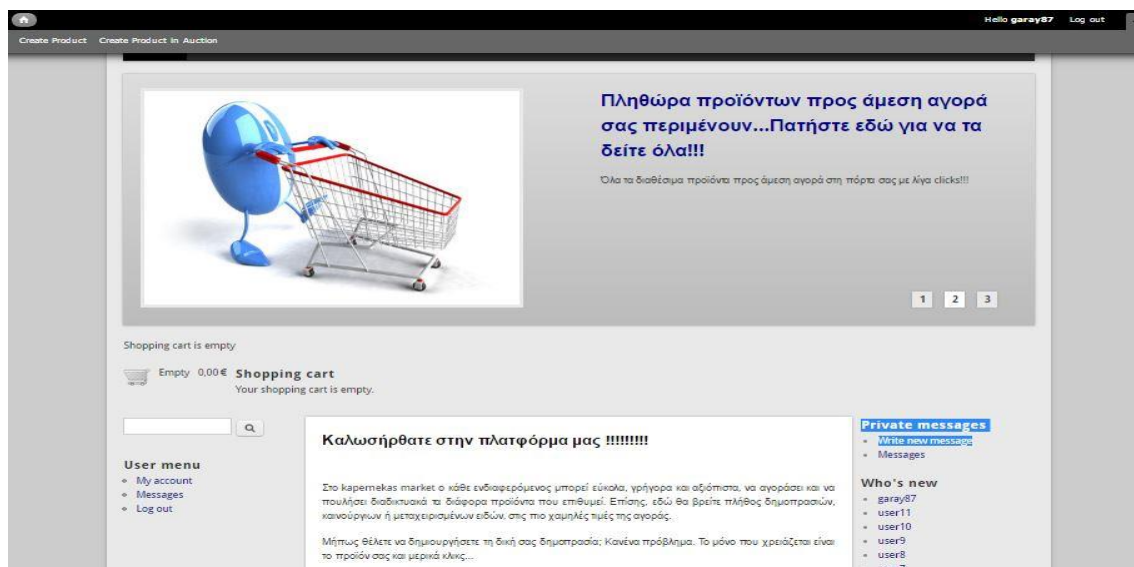 Hello garay87 Log out
Create Product Create Product in Auction
Πληθώρα προϊόντων προς άμεση αγορά
σας περιμένουν...Πατήστε εδώ για να τα
δείτε όλα!!!
Όλα τα διαθέσιμα προϊόντα προς άμεση αγορά στη πόρτα σας με λίγα clicks!!!
1 2 3
Shopping cart is empty
Empty 0,00€ Shopping cart
Your shopping cart is empty.
User menu
My account
Messages
Log out
Καλωσήρθατε στην πλατφόρμα μας !!!!!!!!!
Στο kapernekas market ο κάθε ενδιαφερόμενος μπορεί εύκολα, γρήγορα και αξιόπιστα, να αγοράσει και να
πουλήσει διαδικτυακά τα διάφορα προϊόντα που επιθυμεί. Επίσης, εδώ θα βρείτε πλήθος δημοπρασιών,
καινούργιων ή μεταχειρισμένων ειδών, στις πιο χαμηλές τιμές της αγοράς.
Μήπως θέλετε να δημιουργήσετε τη δική σας δημοπρασία; Κανένα πρόβλημα. Το μόνο που χρειάζεται είναι
το προϊόν σας και μερικά κλικς...
Private messages
Write new message
Messages
Who's new
garay87
user11
user10
user9
user8